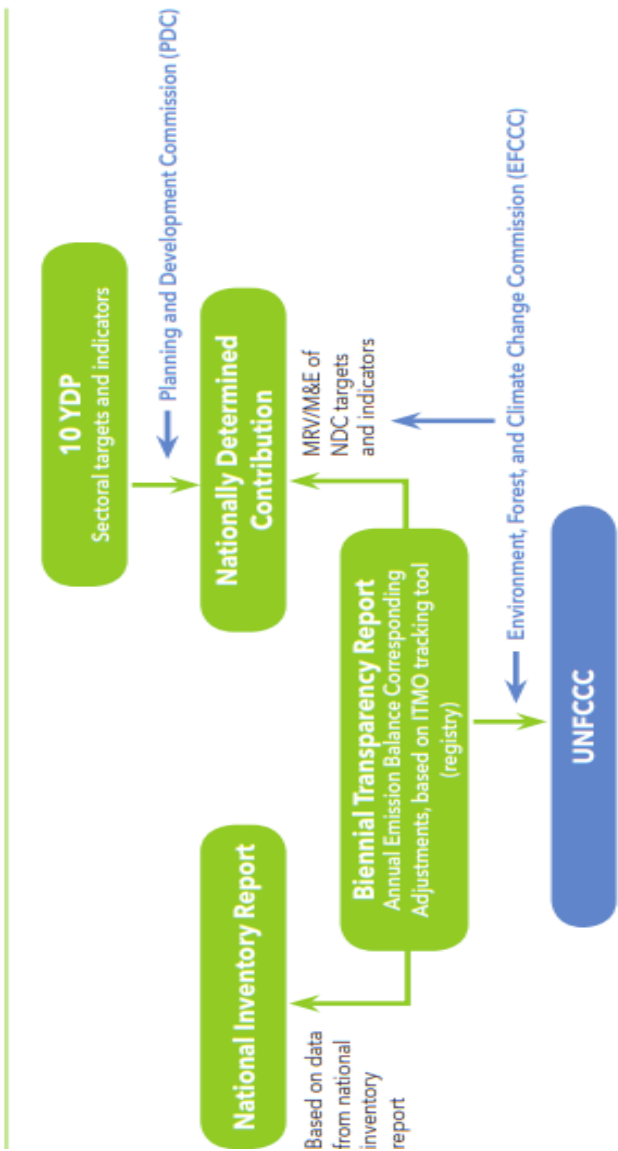 10 YDP
Sectoral targets and indicators
Planning and Development Commission (PDC)
National Inventory Report
Nationally Determined
Contribution
Based on data
from national
inventory
report
MRV/M&E of
NDC targets
and indicators
Biennial Transparency Report
Annual Emission Balance Corresponding
Adjustments, based on ITMO tracking tool
(registry)
Environment, Forest, and Climate Change Commission (EFCCC)
UNFCCC